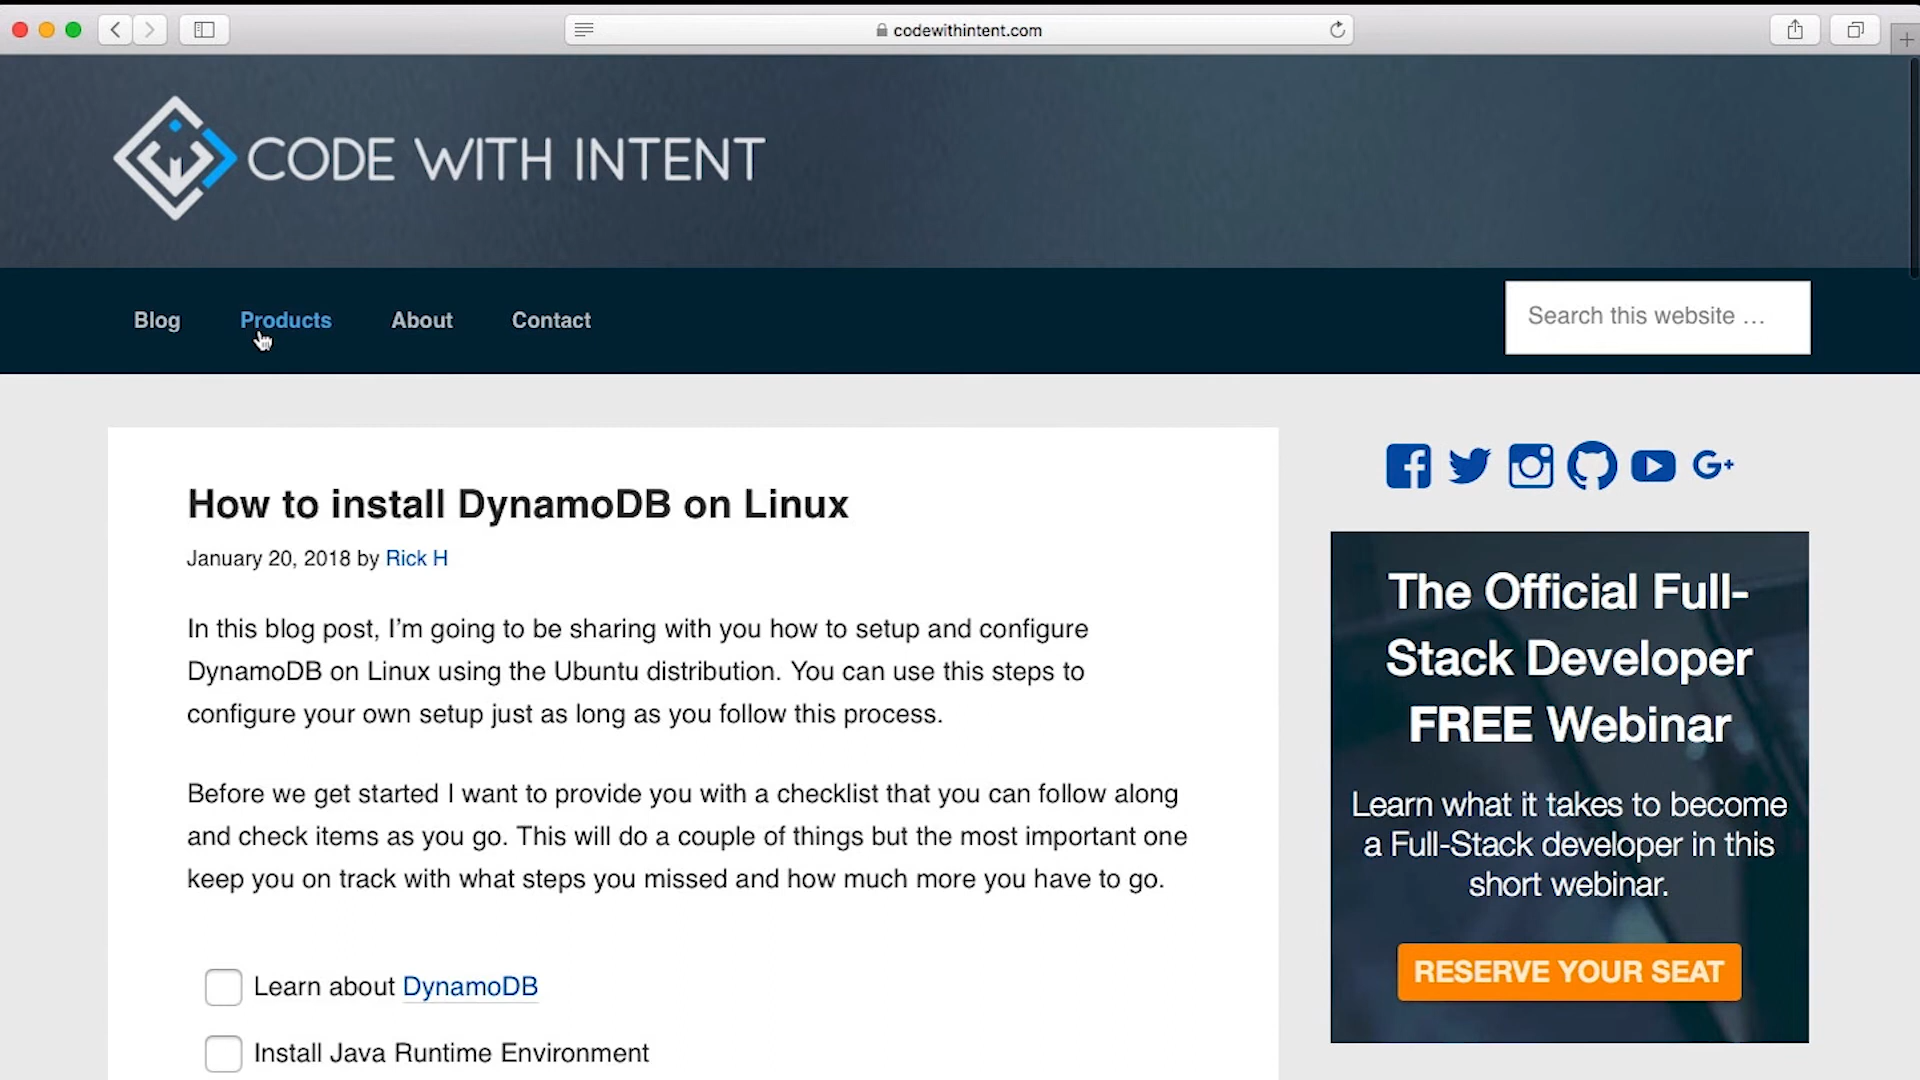 codewithintent.com
CODE WITH INTENT
Blog Products About Contact
Search this website …
How to install DynamoDB on Linux
January 20, 2018 by Rick H
In this blog post, I’m going to be sharing with you how to setup and configure
DynamoDB on Linux using the Ubuntu distribution. You can use this steps to
configure your own setup just as long as you follow this process.
Before we get started I want to provide you with a checklist that you can follow along
and check items as you go. This will do a couple of things but the most important one
keep you on track with what steps you missed and how much more you have to go.
Learn about DynamoDB
Install Java Runtime Environment
G+
The Official Full-
Stack Developer
FREE Webinar
Learn what it takes to become
a Full-Stack developer in this
short webinar.
RESERVE YOUR SEAT